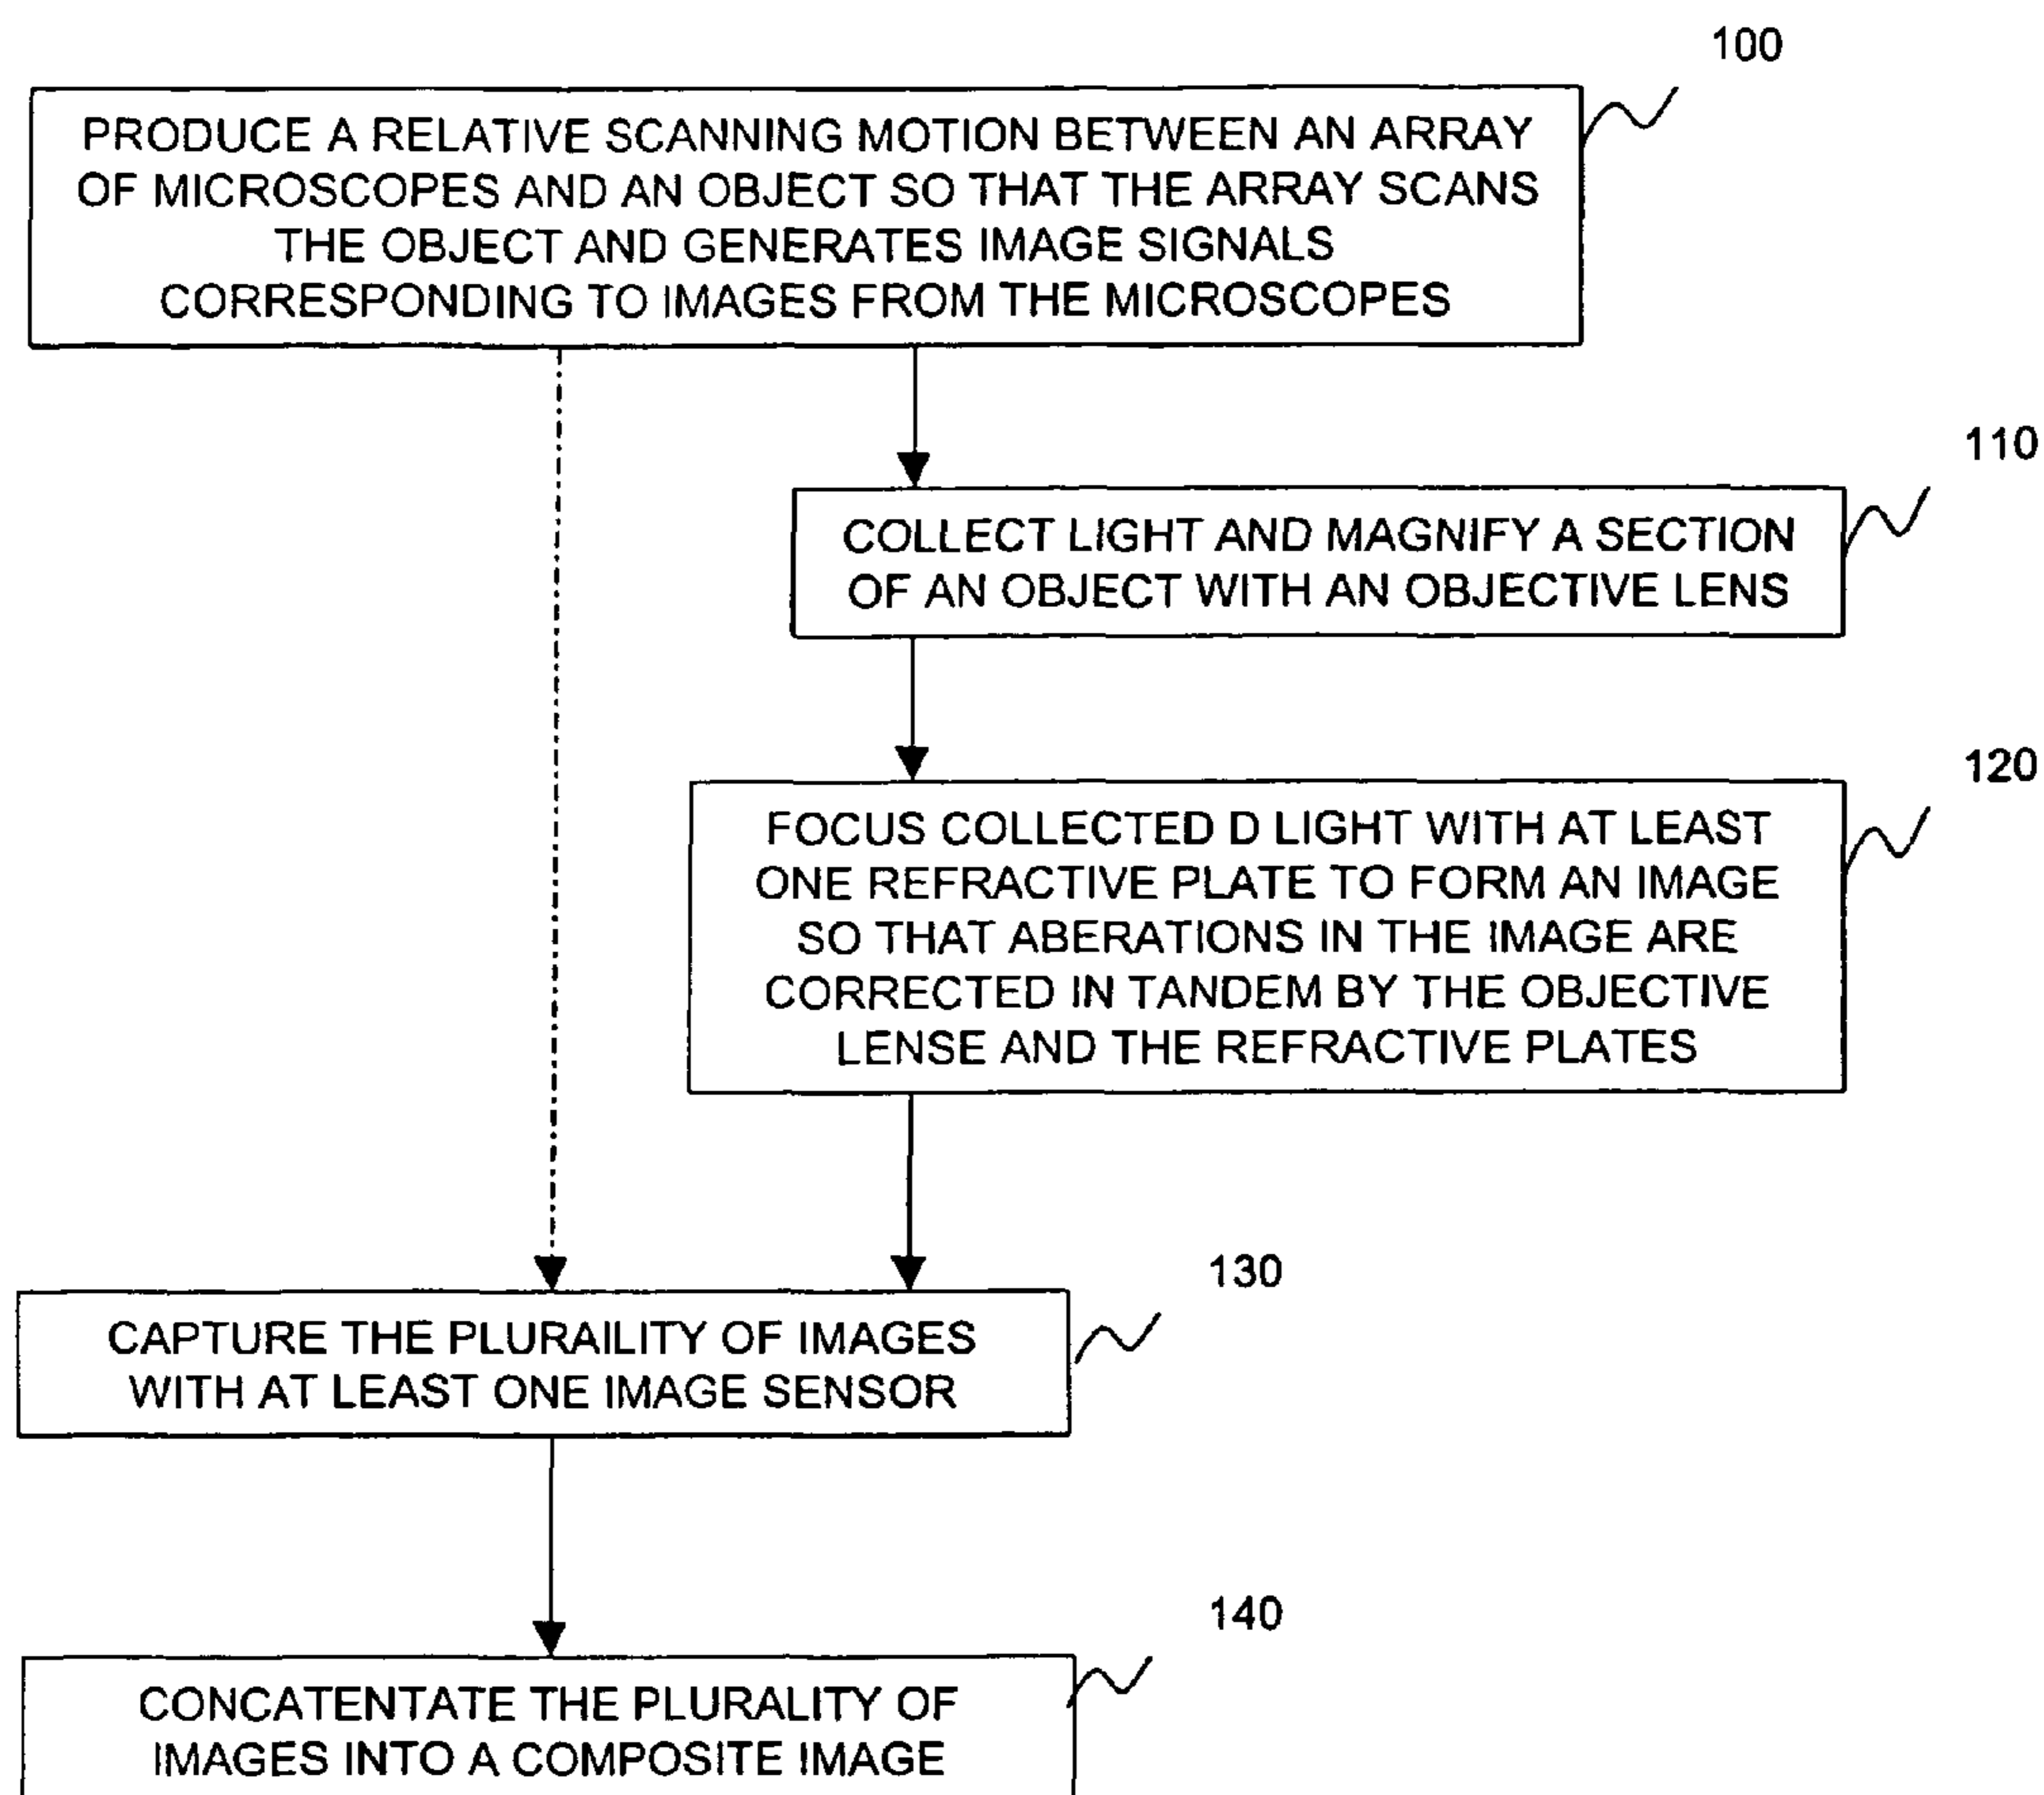 100
PRODUCE A RELATIVE SCANNING MOTION BETWEEN AN ARRAY
OF MICROSCOPES AND AN OBJECT SO THAT THE ARRAY SCANS
THE OBJECT AND GENERATES IMAGE SIGNALS
CORRESPONDING TO IMAGES FROM THE MICROSCOPES
110
COLLECT LIGHT AND MAGNIFY A SECTION
OF AN OBJECT WITH AN OBJECTIVE LENS
120
FOCUS COLLECTED D LIGHT WITH AT LEAST
ONE REFRACTIVE PLATE TO FORM AN IMAGE
SO THAT ABERATIONS IN THE IMAGE ARE
CORRECTED IN TANDEM BY THE OBJECTIVE
LENSE AND THE REFRACTIVE PLATES
130
CAPTURE THE PLURAILITY OF IMAGES
WITH AT LEAST ONE IMAGE SENSOR
140
CONCATENTATE THE PLURALITY OF
IMAGES INTO A COMPOSITE IMAGE